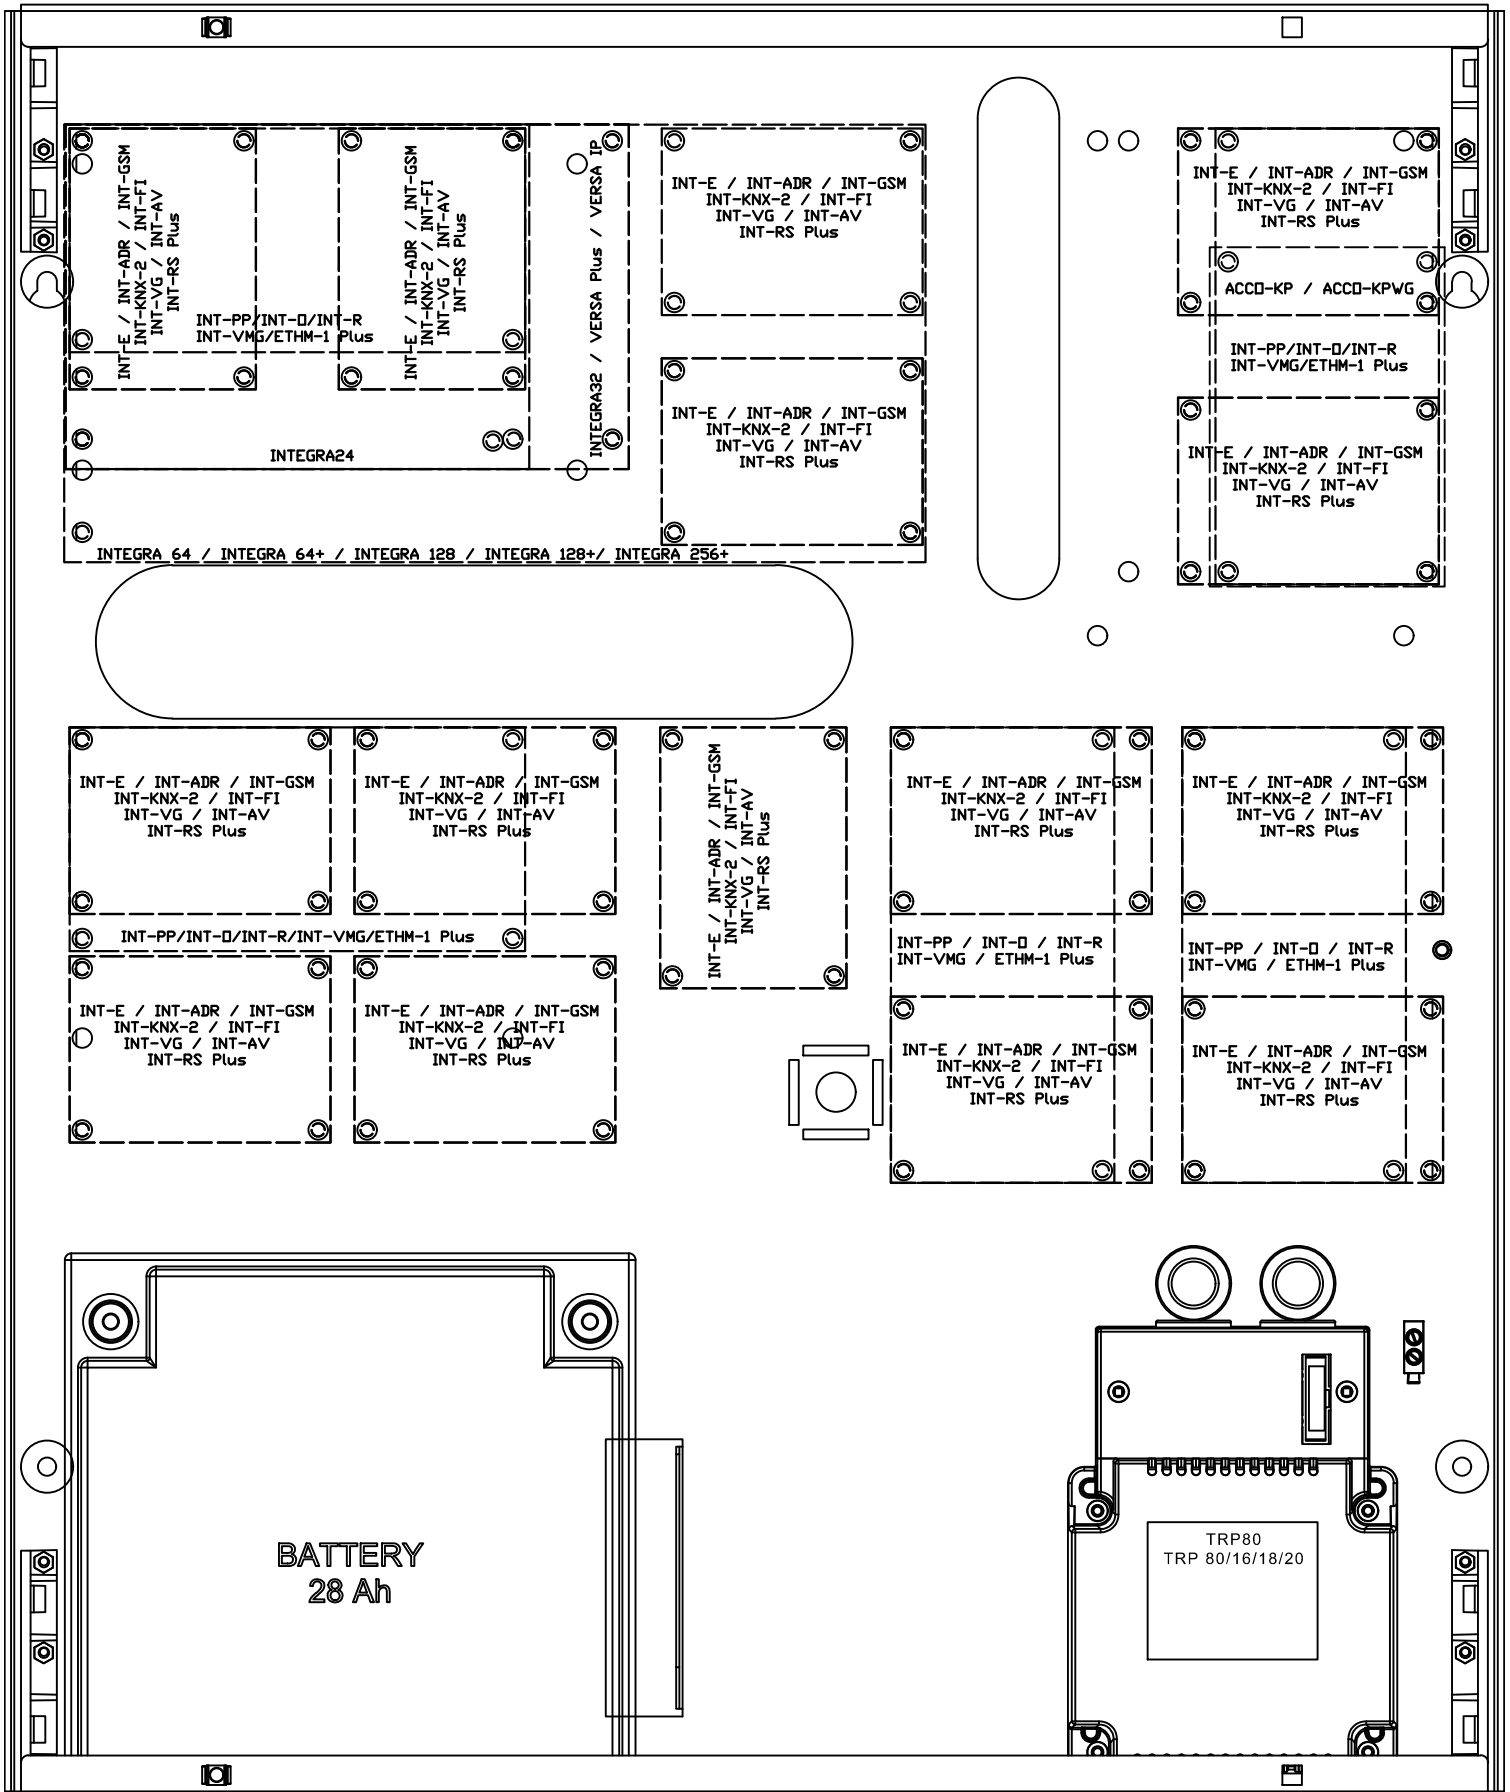 INT-E / INT-ADR / INT-GSM
INT-KNX-2 / INT-FI
INT-VG / INT-AV
INT-RS Plus
INT-E / INT-ADR / INT-GSM
INT-KNX-2 / INT-FI
INT-VG / INT-AV
INT-RS Plus
INT-PP/INT-O/INT-R
INT-VMG/ETHM-1 Plus
INTEGRA24
INTEGRA32 / VERSA Plus / VERSA IP
INT-E / INT-ADR / INT-GSM
INT-KNX-2 / INT-FI
INT-VG / INT-AV
INT-RS Plus
INT-E / INT-ADR / INT-GSM
INT-KNX-2 / INT-FI
INT-VG / INT-AV
INT-RS Plus
INTEGRA 64 / INTEGRA 64+ / INTEGRA 128 / INTEGRA 128+/ INTEGRA 256+
INT-E / INT-ADR / INT-GSM
INT-KNX-2 / INT-FI
INT-VG / INT-AV
INT-RS Plus
ACCO-KP / ACCO-KPWG
INT-PP/INT-O/INT-R
INT-VMG/ETHM-1 Plus
INT-E / INT-ADR / INT-GSM
INT-KNX-2 / INT-FI
INT-VG / INT-AV
INT-RS Plus
INT-E / INT-ADR / INT-GSM
INT-KNX-2 / INT-FI
INT-VG / INT-AV
INT-RS Plus
INT-E / INT-ADR / INT-GSM
INT-KNX-2 / INT-FI
INT-VG / INT-AV
INT-RS Plus
INT-PP/INT-O/INT-R/INT-VMG/ETHM-1 Plus
INT-E / INT-ADR / INT-GSM
INT-KNX-2 / INT-FI
INT-VG / INT-AV
INT-RS Plus
INT-E / INT-ADR / INT-GSM
INT-KNX-2 / INT-FI
INT-VG / INT-AV
INT-RS Plus
INT-E / INT-ADR / INT-GSM
INT-KNX-2 / INT-FI
INT-VG / INT-AV
INT-RS Plus
INT-E / INT-ADR / INT-GSM
INT-KNX-2 / INT-FI
INT-VG / INT-AV
INT-RS Plus
INT-PP / INT-O / INT-R
INT-VMG / ETHM-1 Plus
INT-E / INT-ADR / INT-GSM
INT-KNX-2 / INT-FI
INT-VG / INT-AV
INT-RS Plus
INT-E / INT-ADR / INT-GSM
INT-KNX-2 / INT-FI
INT-VG / INT-AV
INT-RS Plus
INT-PP / INT-O / INT-R
INT-VMG / ETHM-1 Plus
INT-E / INT-ADR / INT-GSM
INT-KNX-2 / INT-FI
INT-VG / INT-AV
INT-RS Plus
BATTERY
28 Ah
TRP80
TRP 80/16/18/20